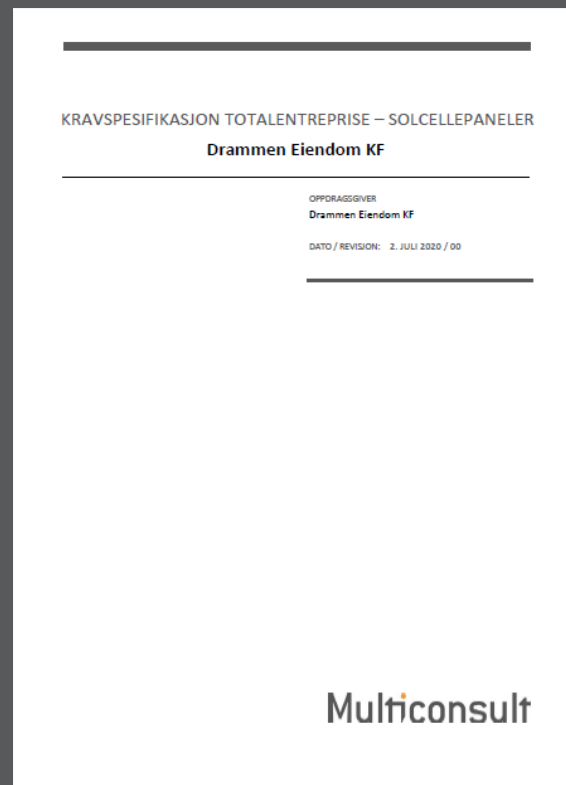 KRAVSPESIFIKASJON TOTALENTREPRISE – SOLCELLEPANELER
Drammen Eiendom KF
OPPDRAGSGIVER
Drammen Eiendom KF
DATO / REVISJON: 2. JULI 2020 / 00
Multiconsult